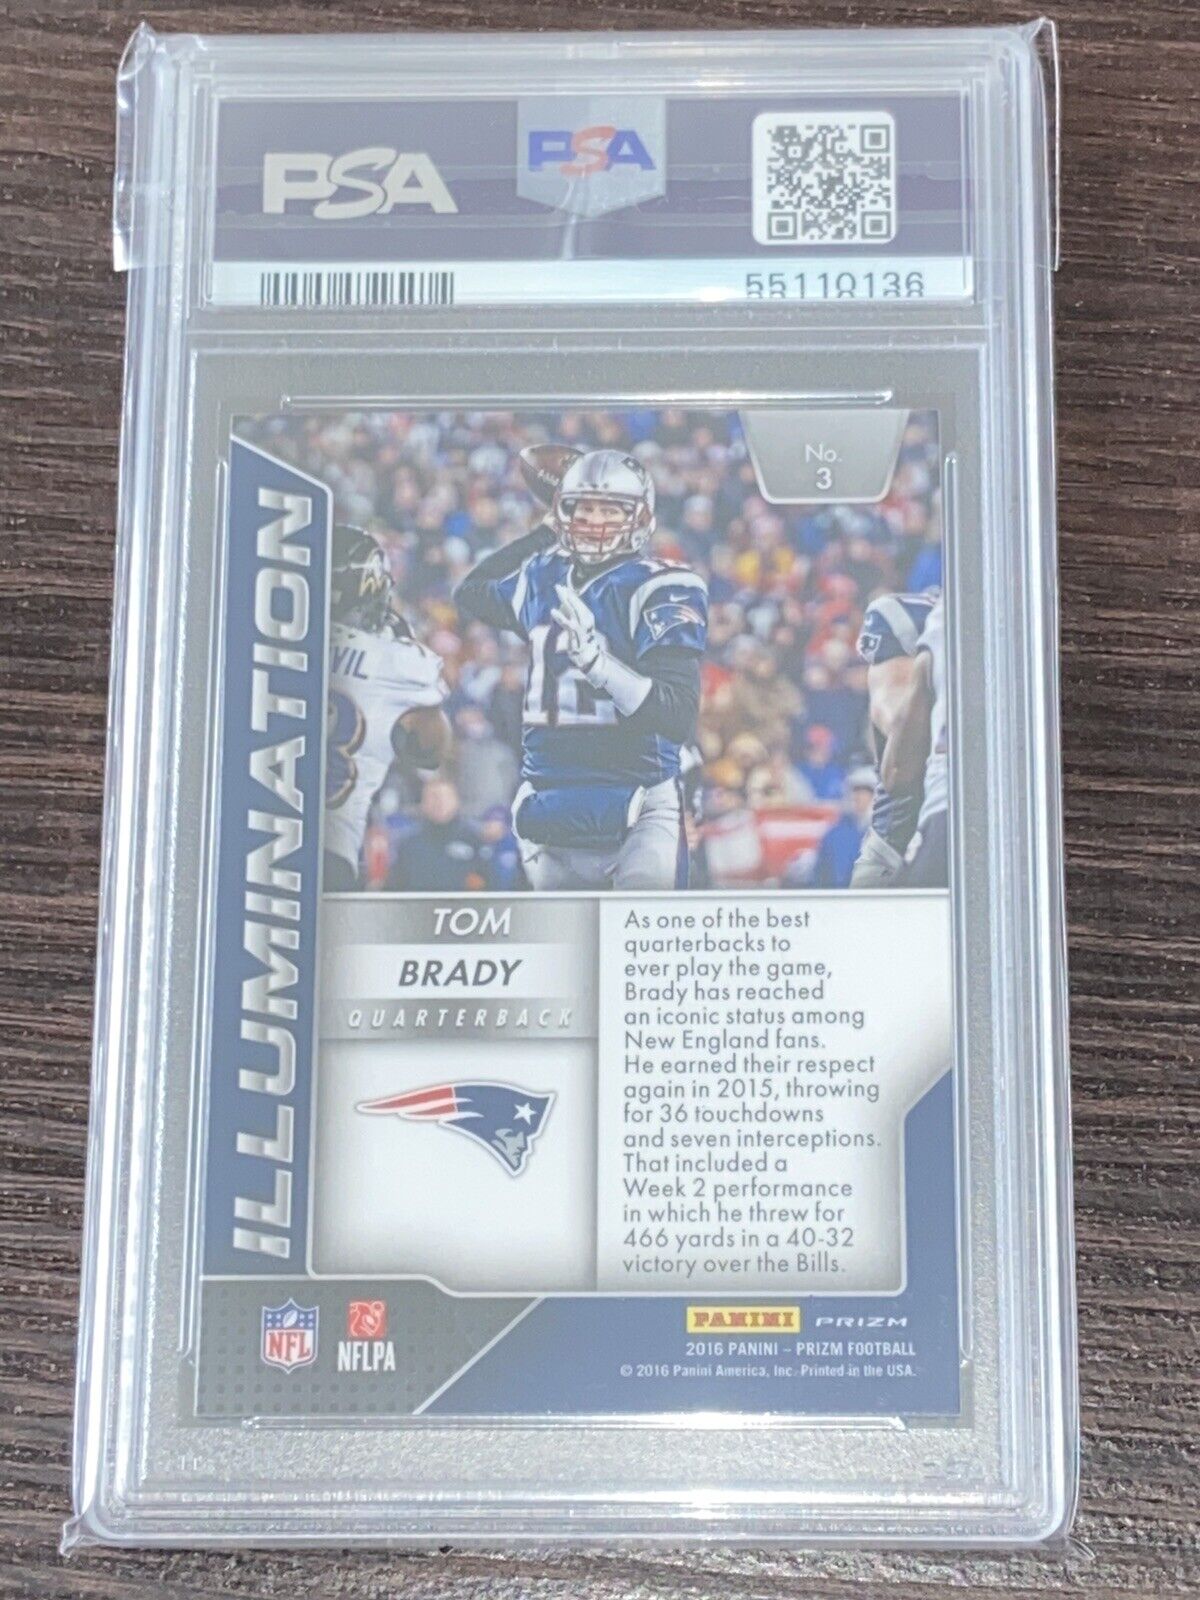 PSA
PSA
55110136
No.
3
ILLUMINATION
12
TOM
BRADY
QUARTERBACK
As one of the best
quarterbacks to
ever play the game,
Brady has reached
an iconic status among
New England fans.
He earned their respect
again in 2015, throwing
for 36 touchdowns
and seven interceptions.
That included a
Week 2 performance
in which he threw for
466 yards in a 40-32
victory over the Bills.
NFL
NFLPA
PANINI PRIZM
2016 PANINI – PRIZM FOOTBALL
© 2016 Panini America, Inc. Printed in the USA.